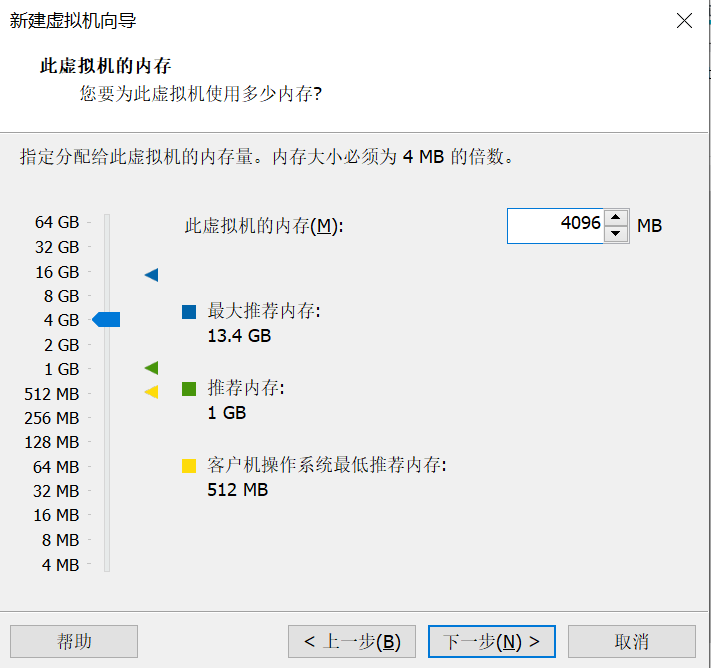 新建虚拟机向导
此虚拟机的内存
您要为此虚拟机使用多少内存?
指定分配给此虚拟机的内存量。内存大小必须为 4 MB 的倍数。
64 GB
32 GB
16 GB
8 GB
4 GB
2 GB
1 GB
512 MB
256 MB
128 MB
64 MB
32 MB
16 MB
8 MB
4 MB
此虚拟机的内存(M):
4096 MB
最大推荐内存:
13.4 GB
推荐内存:
1 GB
客户机操作系统最低推荐内存:
512 MB
帮助
< 上一步(B)
下一步(N) >
取消